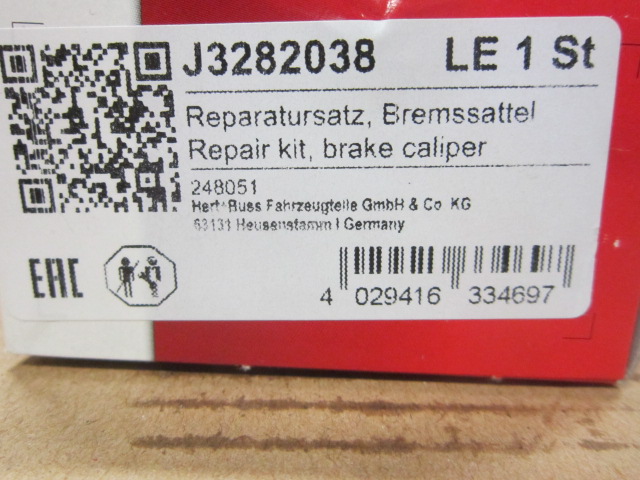 J3282038 LE 1 St
Reparatursatz, Bremssattel
Repair kit, brake caliper
248051
Hert+Buss Fahrzeugteile GmbH & Co. KG
63131 Heusenstamm | Germany
EAC
4 029416 334697